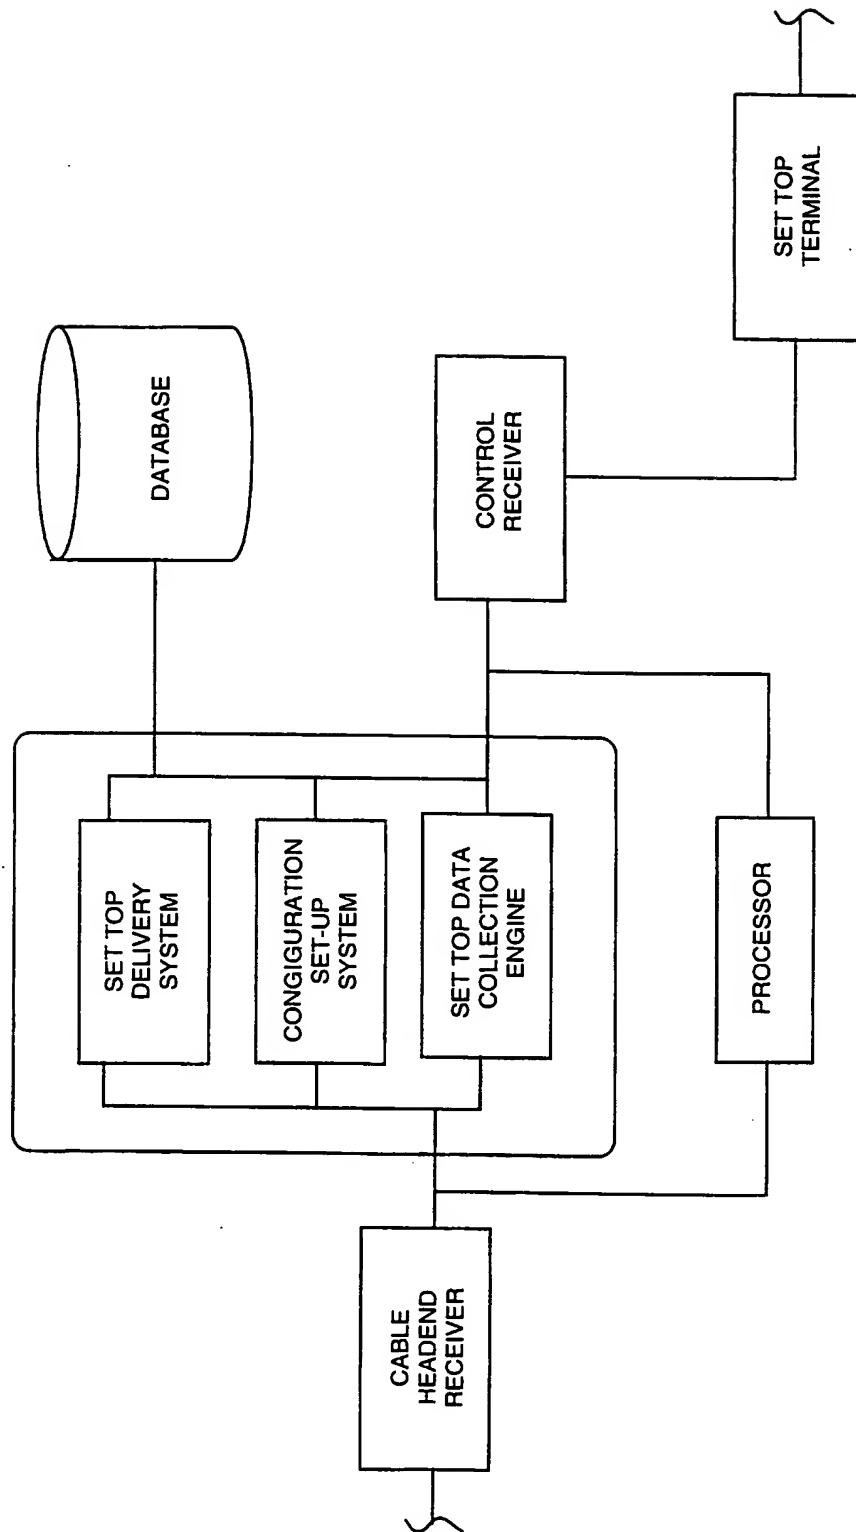 CABLE
HEADEND
RECEIVER
SET TOP
DELIVERY
SYSTEM
CONGIGURATION
SET-UP
SYSTEM
SET TOP DATA
COLLECTION
ENGINE
PROCESSOR
DATABASE
CONTROL
RECEIVER
SET TOP
TERMINAL